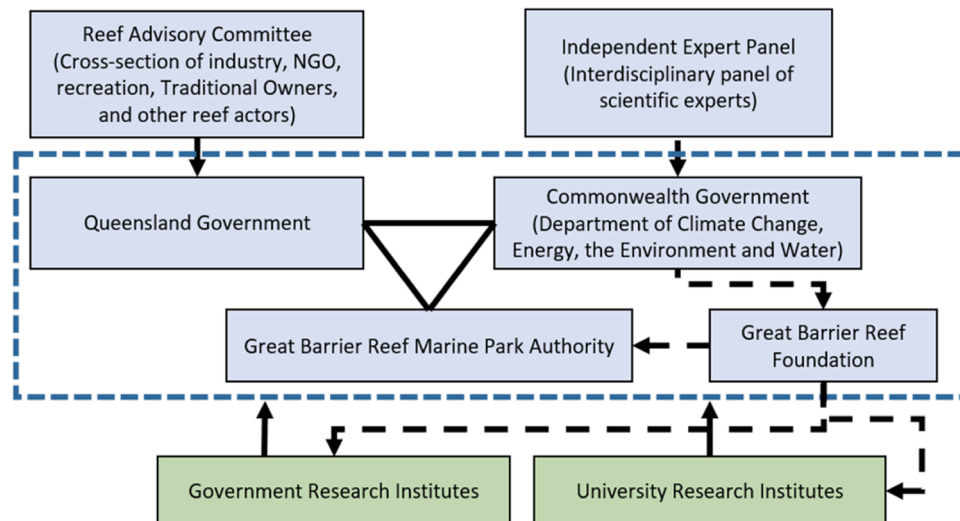 Reef Advisory Committee
(Cross-section of industry, NGO,
recreation, Traditional Owners,
and other reef actors)
Independent Expert Panel
(Interdisciplinary panel of
scientific experts)
Queensland Government
Commonwealth Government
(Department of Climate Change,
Energy, the Environment and Water)
Great Barrier Reef Marine Park Authority
Great Barrier Reef
Foundation
Government Research Institutes
University Research Institutes